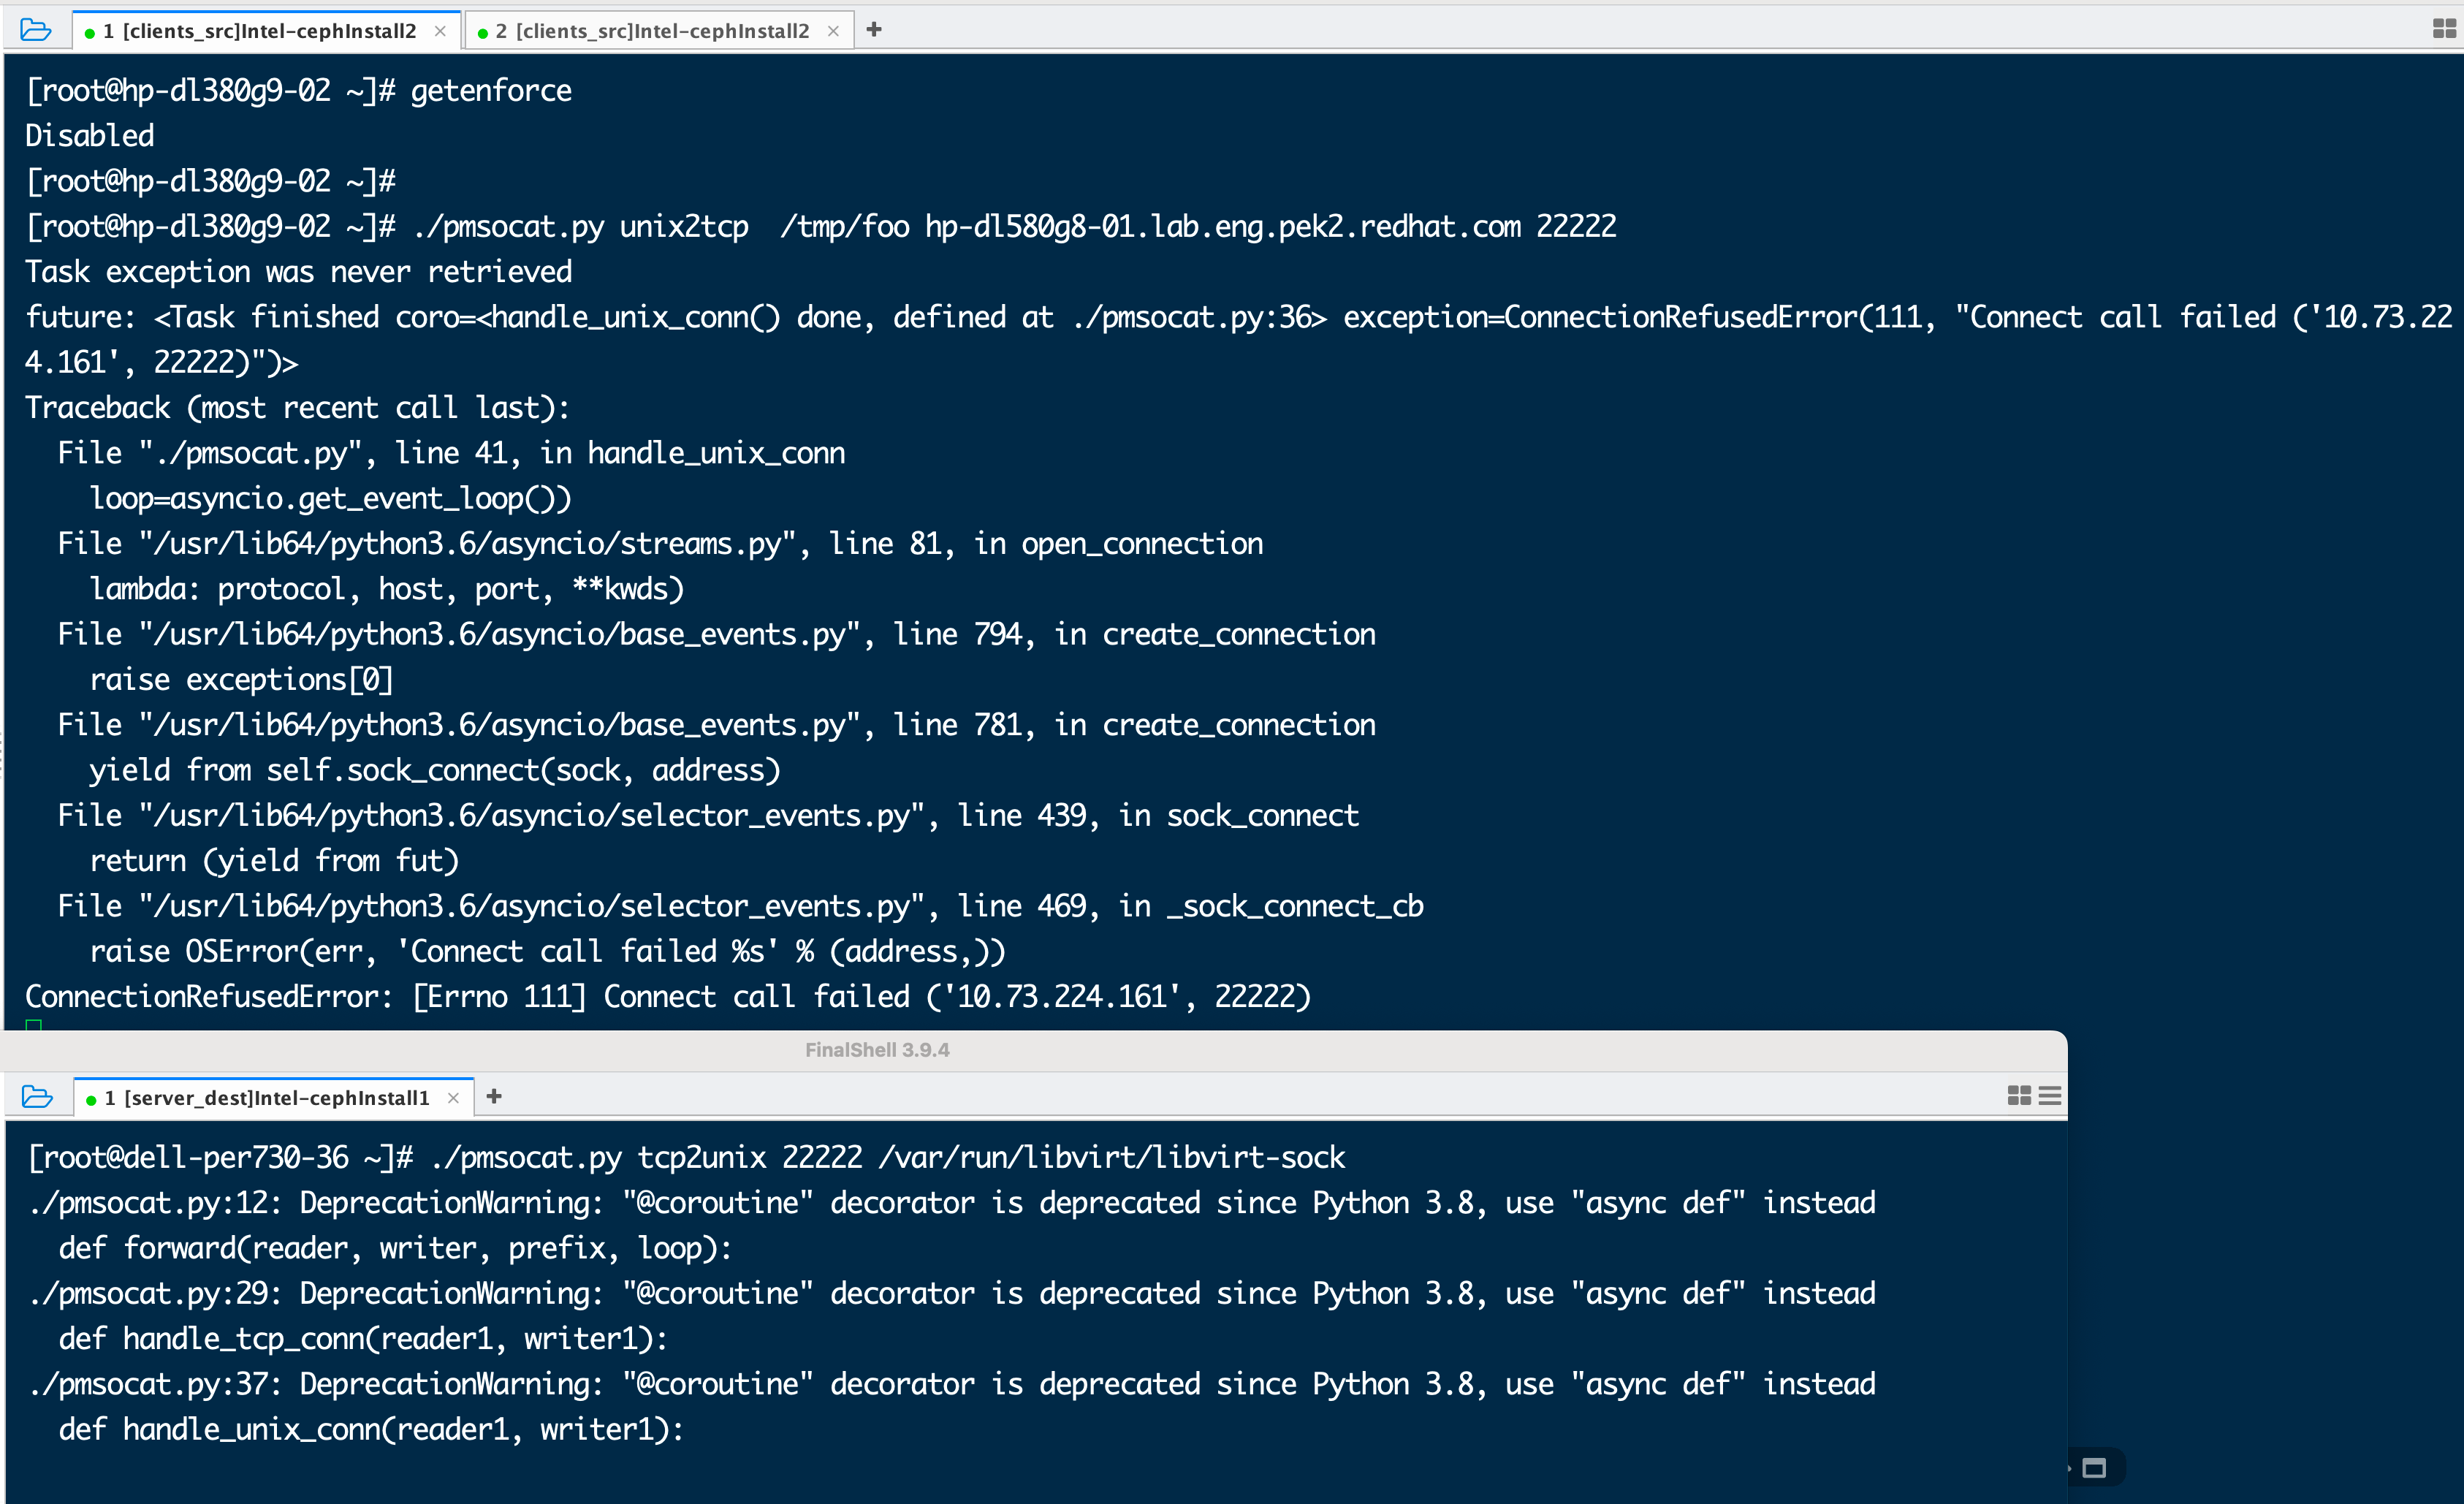 1 [clients_src]Intel-cephInstall2 × 2 [clients_src]Intel-cephInstall2 × +
[root@hp-dl380g9-02 ~]# getenforce
Disabled
[root@hp-dl380g9-02 ~]#
[root@hp-dl380g9-02 ~]# ./pmsocat.py unix2tcp  /tmp/foo hp-dl580g8-01.lab.eng.pek2.redhat.com 22222
Task exception was never retrieved
future: <Task finished coro=<handle_unix_conn() done, defined at ./pmsocat.py:36> exception=ConnectionRefusedError(111, "Connect call failed ('10.73.22
4.161', 22222)")>
Traceback (most recent call last):
  File "./pmsocat.py", line 41, in handle_unix_conn
    loop=asyncio.get_event_loop())
  File "/usr/lib64/python3.6/asyncio/streams.py", line 81, in open_connection
    lambda: protocol, host, port, **kwds)
  File "/usr/lib64/python3.6/asyncio/base_events.py", line 794, in create_connection
    raise exceptions[0]
  File "/usr/lib64/python3.6/asyncio/base_events.py", line 781, in create_connection
    yield from self.sock_connect(sock, address)
  File "/usr/lib64/python3.6/asyncio/selector_events.py", line 439, in sock_connect
    return (yield from fut)
  File "/usr/lib64/python3.6/asyncio/selector_events.py", line 469, in _sock_connect_cb
    raise OSError(err, 'Connect call failed %s' % (address,))
ConnectionRefusedError: [Errno 111] Connect call failed ('10.73.224.161', 22222)
FinalShell 3.9.4
1 [server_dest]Intel-cephInstall1 × +
[root@dell-per730-36 ~]# ./pmsocat.py tcp2unix 22222 /var/run/libvirt/libvirt-sock
./pmsocat.py:12: DeprecationWarning: "@coroutine" decorator is deprecated since Python 3.8, use "async def" instead
  def forward(reader, writer, prefix, loop):
./pmsocat.py:29: DeprecationWarning: "@coroutine" decorator is deprecated since Python 3.8, use "async def" instead
  def handle_tcp_conn(reader1, writer1):
./pmsocat.py:37: DeprecationWarning: "@coroutine" decorator is deprecated since Python 3.8, use "async def" instead
  def handle_unix_conn(reader1, writer1):